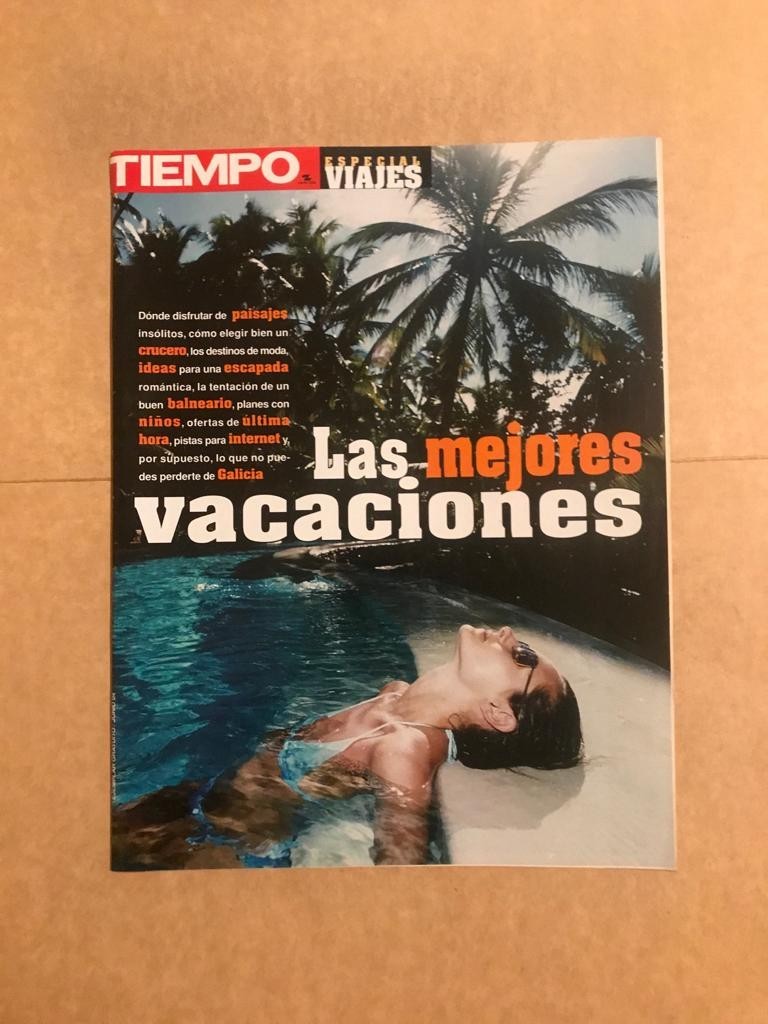 TIEMPO
ESPECIAL
VIAJES
Dónde disfrutar de paisajes
insólitos, cómo elegir bien un
crucero, los destinos de moda,
ideas para una escapada
romántica, la tentación de un
buen balneario, planes con
niños, ofertas de última
hora, pistas para internet y,
por supuesto, lo que no pue-
des perderte de Galicia
Las mejores
vacaciones